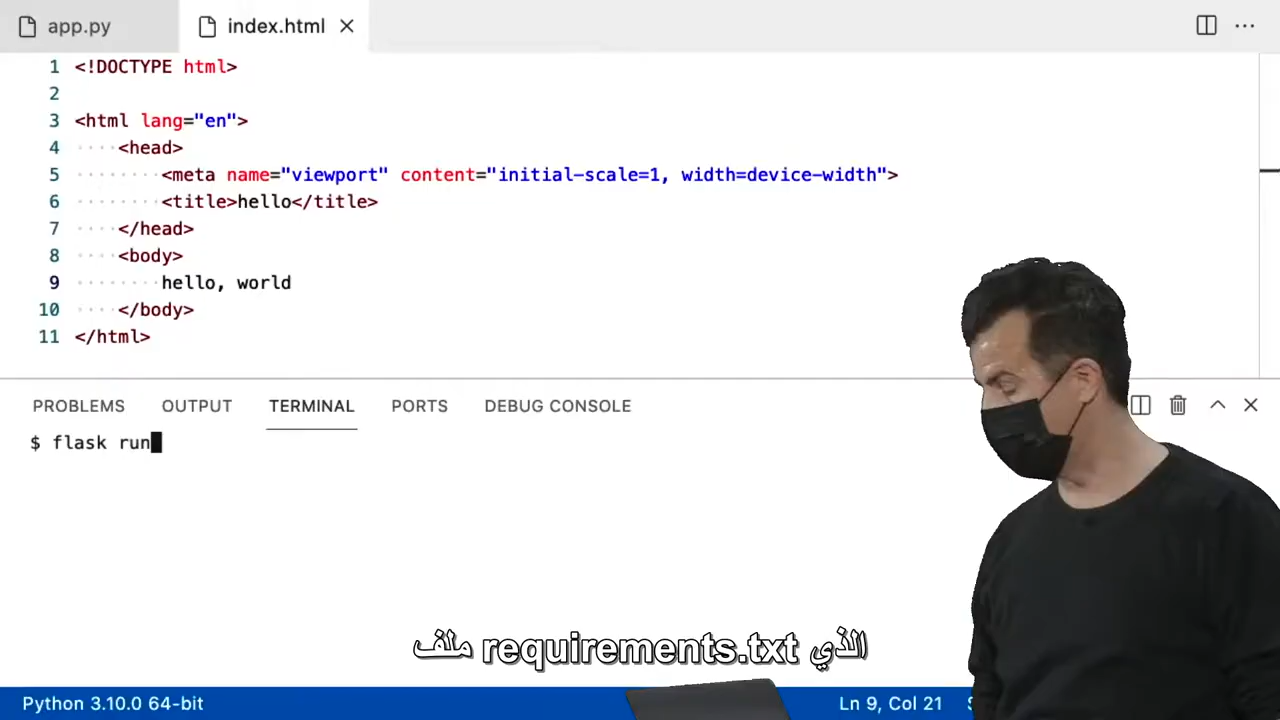 app.py
index.html
1 <!DOCTYPE html>
2
3 <html lang="en">
4 <head>
5 <meta name="viewport" content="initial-scale=1, width=device-width">
6 <title>hello</title>
7 </head>
8 <body>
9 hello, world
10 </body>
11 </html>
PROBLEMS OUTPUT TERMINAL PORTS DEBUG CONSOLE
$ flask run
ملف requirements.txt الذي
Python 3.10.0 64-bit
Ln 9, Col 21